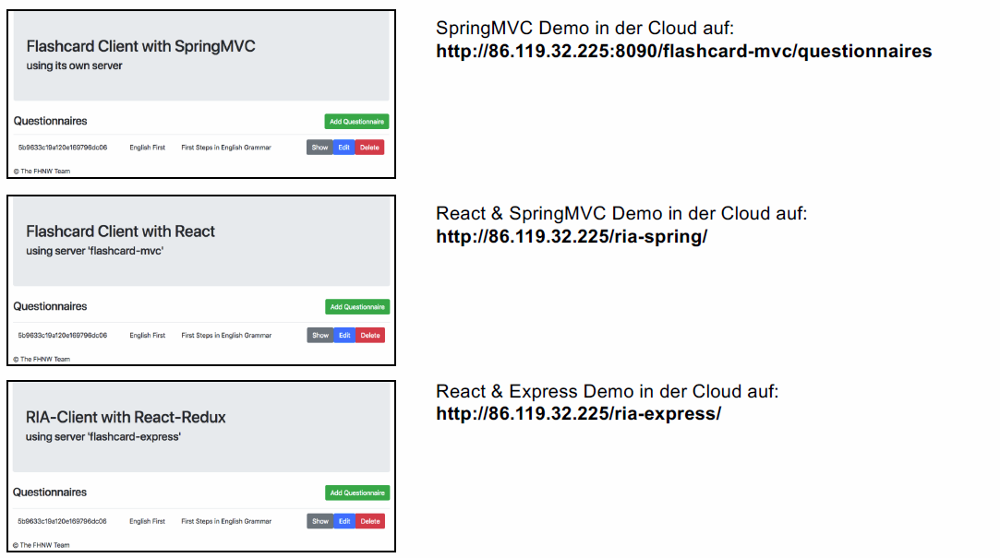 Flashcard Client with SpringMVC
using its own server
Questionnaires
Add Questionnaire
5b9633c19a120e169796dc06 English First First Steps in English Grammar Show Edit Delete
© The FHNW Team
SpringMVC Demo in der Cloud auf:
http://86.119.32.225:8090/flashcard-mvc/questionnaires
Flashcard Client with React
using server 'flashcard-mvc'
Questionnaires
Add Questionnaire
5b9633c19a120e169796dc06 English First First Steps in English Grammar Show Edit Delete
© The FHNW Team
React & SpringMVC Demo in der Cloud auf:
http://86.119.32.225/ria-spring/
RIA-Client with React-Redux
using server 'flashcard-express'
Questionnaires
Add Questionnaire
5b9633c19a120e169796dc06 English First First Steps in English Grammar Show Edit Delete
© The FHNW Team
React & Express Demo in der Cloud auf:
http://86.119.32.225/ria-express/